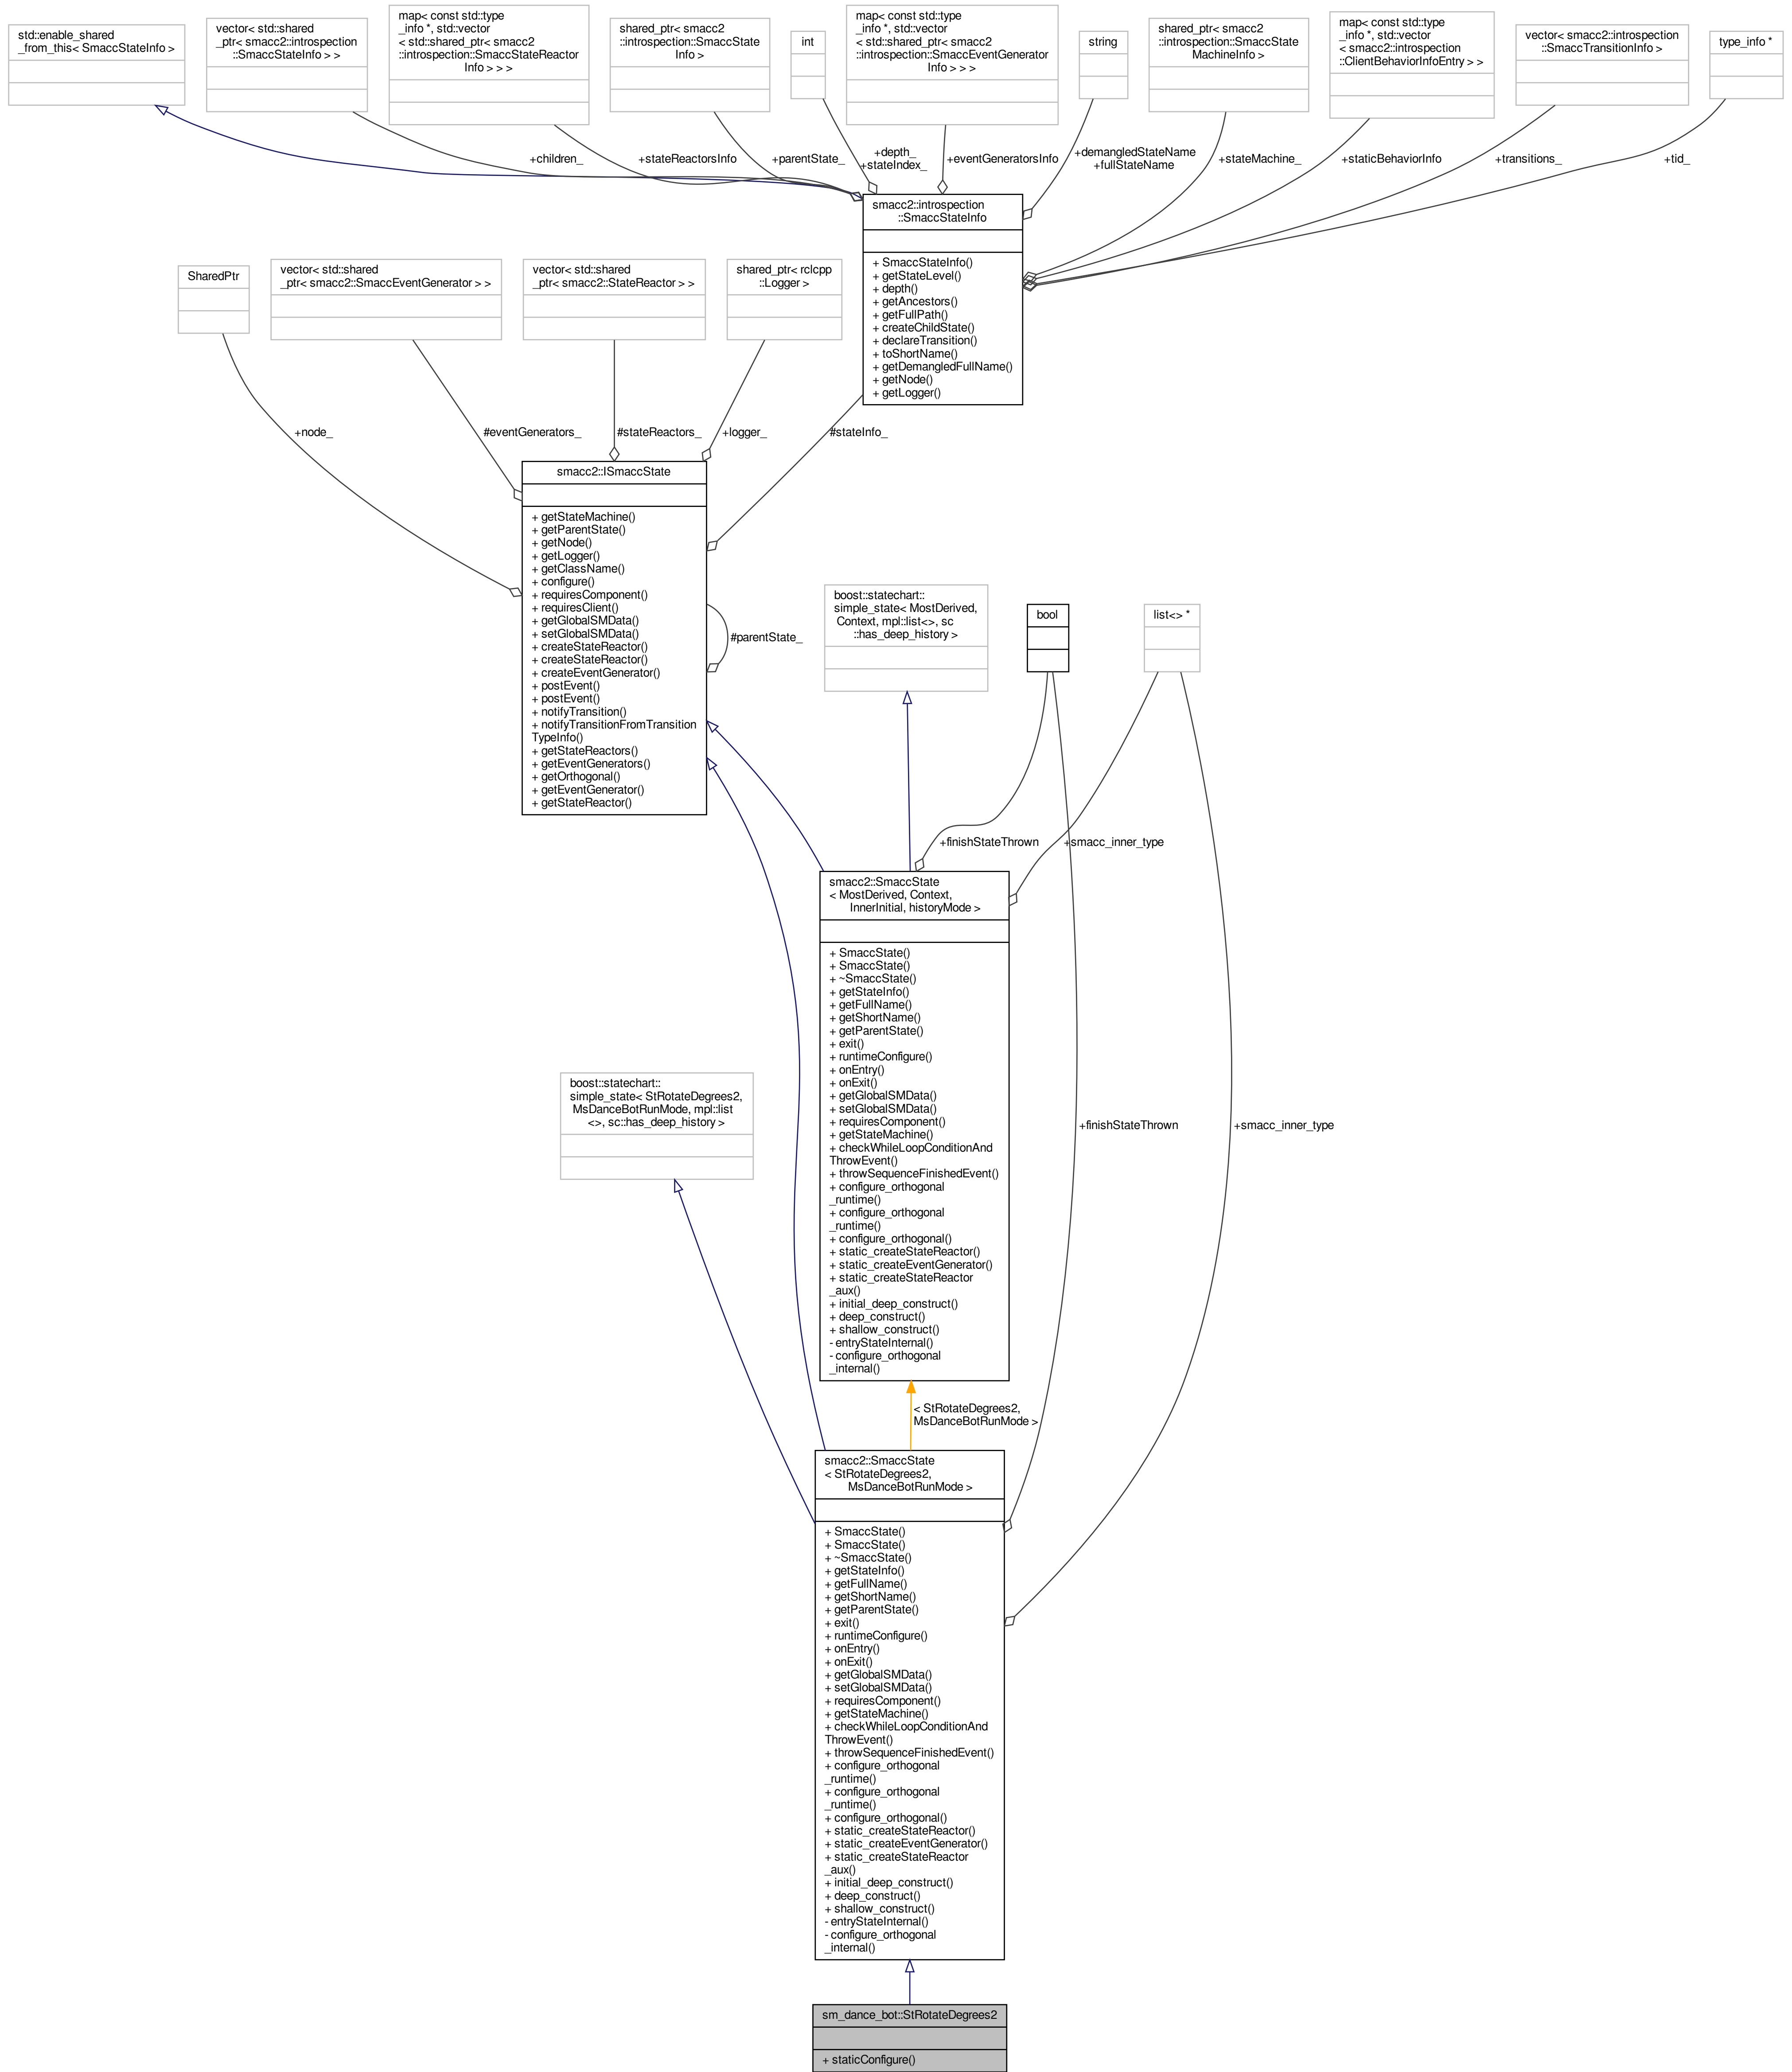 std::enable_shared
_from_this< SmaccStateInfo >
vector< std::shared
_ptr< smacc2::introspection
::SmaccStateInfo > >
map< const std::type
_info *, std::vector
< std::shared_ptr< smacc2
::introspection::SmaccStateReactor
Info > > >
shared_ptr< smacc2
::introspection::SmaccState
Info >
int
map< const std::type
_info *, std::vector
< std::shared_ptr< smacc2
::introspection::SmaccEventGenerator
Info > > >
string
shared_ptr< smacc2
::introspection::SmaccState
MachineInfo >
map< const std::type
_info *, std::vector
< smacc2::introspection
::ClientBehaviorInfoEntry > >
vector< smacc2::introspection
::SmaccTransitionInfo >
type_info *
+children_
+stateReactorsInfo
+parentState_
+depth_
+stateIndex_
+eventGeneratorsInfo
+demangledStateName
+fullStateName
+stateMachine_
+staticBehaviorInfo
+transitions_
+tid_
smacc2::introspection
::SmaccStateInfo
+ SmaccStateInfo()
+ getStateLevel()
+ depth()
+ getAncestors()
+ getFullPath()
+ createChildState()
+ declareTransition()
+ toShortName()
+ getDemangledFullName()
+ getNode()
+ getLogger()
SharedPtr
vector< std::shared
_ptr< smacc2::SmaccEventGenerator > >
vector< std::shared
_ptr< smacc2::StateReactor > >
shared_ptr< rclcpp
::Logger >
+node_
#eventGenerators_
#stateReactors_
+logger_
#stateInfo_
smacc2::ISmaccState
+ getStateMachine()
+ getParentState()
+ getNode()
+ getLogger()
+ getClassName()
+ configure()
+ requiresComponent()
+ requiresClient()
+ getGlobalSMData()
+ setGlobalSMData()
+ createStateReactor()
+ createStateReactor()
+ createEventGenerator()
+ postEvent()
+ postEvent()
+ notifyTransition()
+ notifyTransitionFromTransition
TypeInfo()
+ getStateReactors()
+ getEventGenerators()
+ getOrthogonal()
+ getEventGenerator()
+ getStateReactor()
#parentState_
boost::statechart::
simple_state< MostDerived,
Context, mpl::list<>, sc
::has_deep_history >
bool
list<> *
+finishStateThrown
+smacc_inner_type
smacc2::SmaccState
< MostDerived, Context,
InnerInitial, historyMode >
+ SmaccState()
+ SmaccState()
+ ~SmaccState()
+ getStateInfo()
+ getFullName()
+ getShortName()
+ getParentState()
+ exit()
+ runtimeConfigure()
+ onEntry()
+ onExit()
+ getGlobalSMData()
+ setGlobalSMData()
+ requiresComponent()
+ getStateMachine()
+ checkWhileLoopConditionAnd
ThrowEvent()
+ throwSequenceFinishedEvent()
+ configure_orthogonal
_runtime()
+ configure_orthogonal
_runtime()
+ configure_orthogonal()
+ static_createStateReactor()
+ static_createEventGenerator()
+ static_createStateReactor
_aux()
+ initial_deep_construct()
+ deep_construct()
+ shallow_construct()
- entryStateInternal()
- configure_orthogonal
_internal()
boost::statechart::
simple_state< StRotateDegrees2,
MsDanceBotRunMode, mpl::list
<>, sc::has_deep_history >
+finishStateThrown
+smacc_inner_type
< StRotateDegrees2,
MsDanceBotRunMode >
smacc2::SmaccState
< StRotateDegrees2,
MsDanceBotRunMode >
+ SmaccState()
+ SmaccState()
+ ~SmaccState()
+ getStateInfo()
+ getFullName()
+ getShortName()
+ getParentState()
+ exit()
+ runtimeConfigure()
+ onEntry()
+ onExit()
+ getGlobalSMData()
+ setGlobalSMData()
+ requiresComponent()
+ getStateMachine()
+ checkWhileLoopConditionAnd
ThrowEvent()
+ throwSequenceFinishedEvent()
+ configure_orthogonal
_runtime()
+ configure_orthogonal
_runtime()
+ configure_orthogonal()
+ static_createStateReactor()
+ static_createEventGenerator()
+ static_createStateReactor
_aux()
+ initial_deep_construct()
+ deep_construct()
+ shallow_construct()
- entryStateInternal()
- configure_orthogonal
_internal()
sm_dance_bot::StRotateDegrees2
+ staticConfigure()